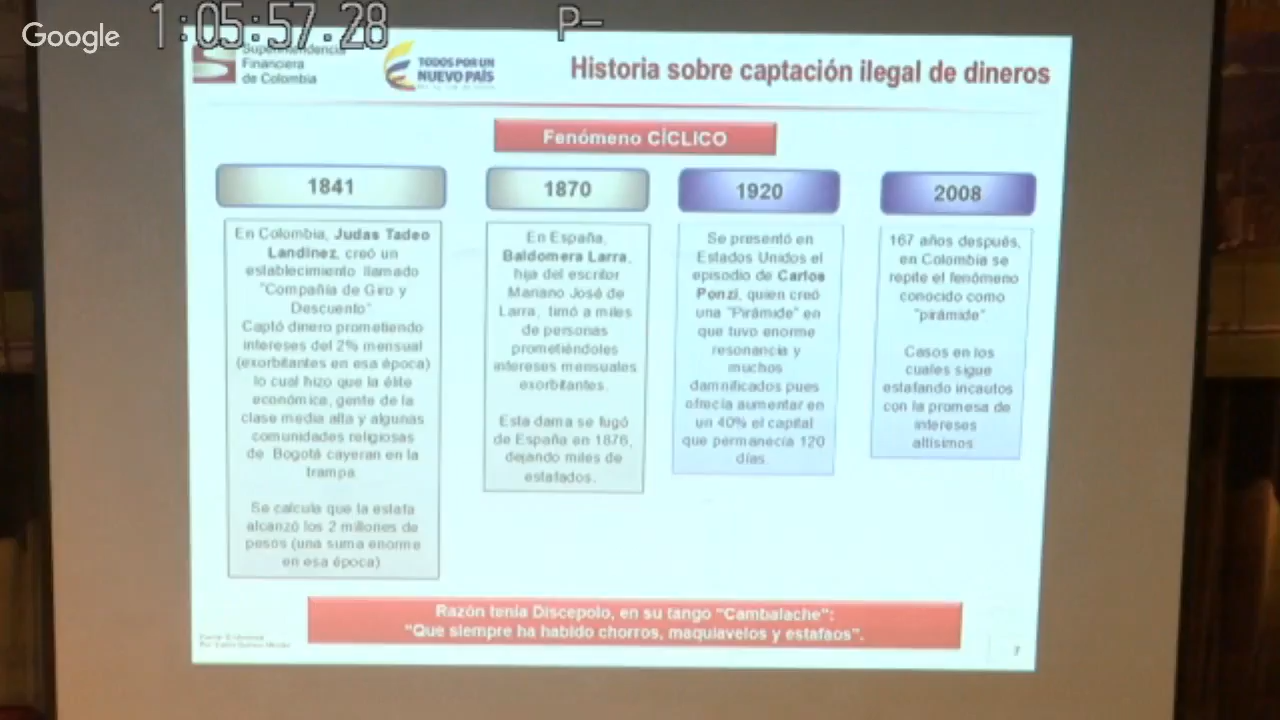 Google
1:05:57.28
P-
Superintendencia
Financiera
de Colombia
TODOS POR UN
NUEVO PAÍS
Historia sobre captación ilegal de dineros
Fenómeno CÍCLICO
1841
En Colombia, Judas Tadeo
Landínez, creó un
establecimiento llamado
"Compañía de Giro y
Descuento"
Captó dinero prometiendo
intereses del 2% mensual
(exorbitantes en esa época)
lo cual hizo que la élite
económica, gente de la
clase media alta y algunas
comunidades religiosas
de Bogotá cayeran en la
trampa
Se calcula que la estafa
alcanzó los 2 millones de
pesos (una suma enorme
en esa época)
1870
En España,
Baldomera Larra,
hija del escritor
Mariano José de
Larra, timó a miles
de personas
prometiéndoles
intereses mensuales
exorbitantes.
Esta dama se fugó
de España en 1876,
dejando miles de
estafados.
1920
Se presentó en
Estados Unidos el
episodio de Carlos
Ponzi, quien creó
una "Pirámide" en
que tuvo enorme
resonancia y
muchos
damnificados pues
ofrecía aumentar en
un 40% el capital
que permanecía 120
días.
2008
167 años después,
en Colombia se
repite el fenómeno
conocido como
"pirámide"
Casos en los
cuales sigue
estafando incautos
con la promesa de
intereses
altísimos
Razón tenía Discepolo, en su tango "Cambalache":
"Que siempre ha habido chorros, maquiavelos y estafaos".
7